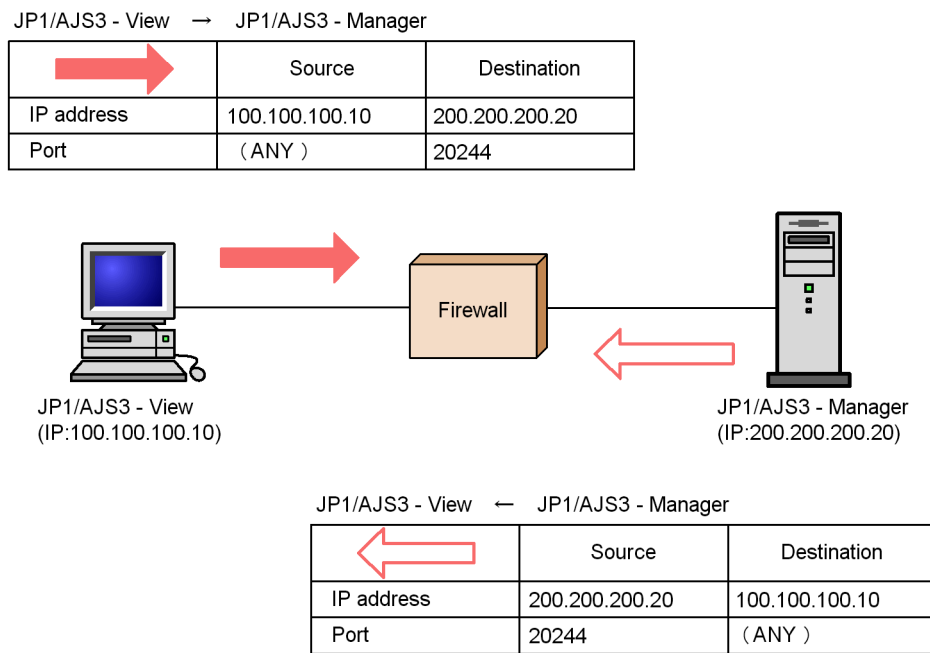 JP1/AJS3 - View → JP1/AJS3 - Manager
Source Destination
IP address 100.100.100.10 200.200.200.20
Port （ANY ） 20244
Firewall
JP1/AJS3 - View
(IP:100.100.100.10)
JP1/AJS3 - Manager
(IP:200.200.200.20)
JP1/AJS3 - View ← JP1/AJS3 - Manager
Source Destination
IP address 200.200.200.20 100.100.100.10
Port 20244 （ANY ）